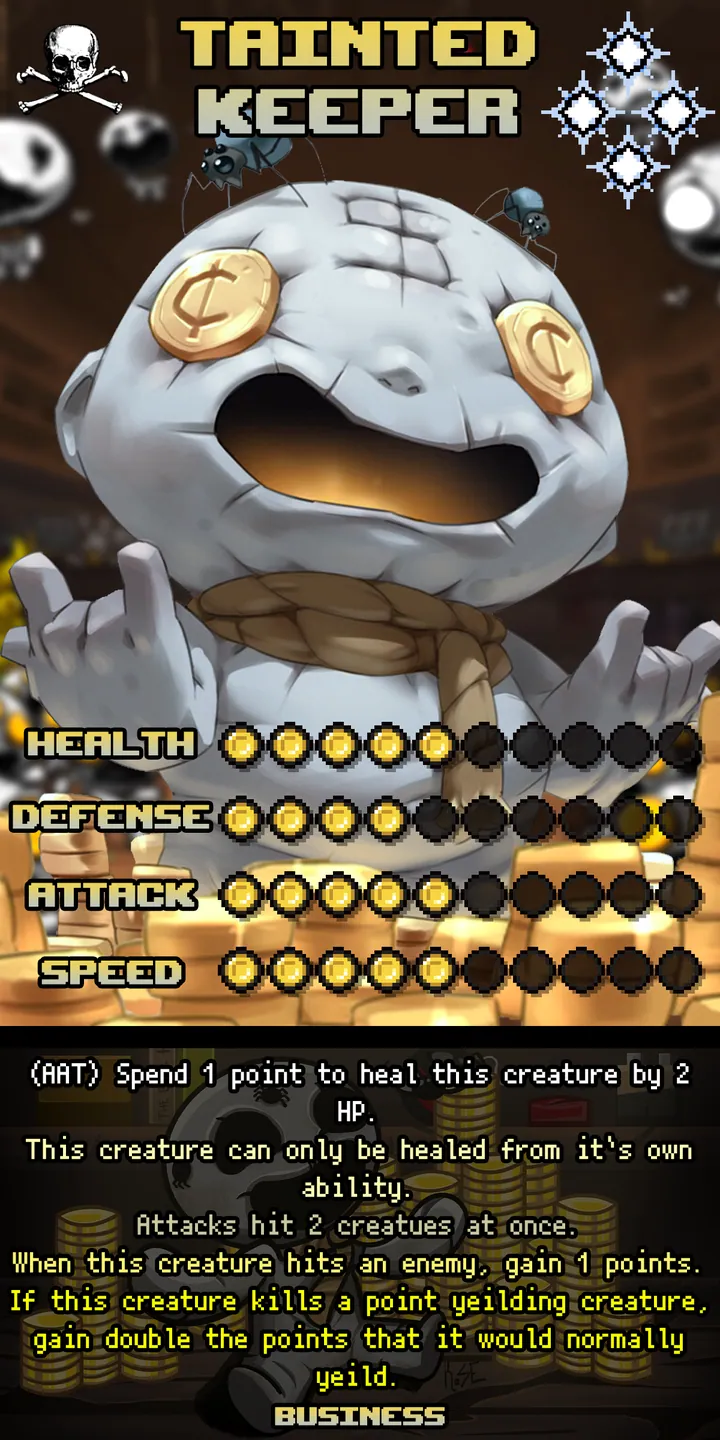 TAINTED
KEEPER
¢
¢
HEALTH
DEFENSE
ATTACK
SPEED
(AAT) Spend 1 point to heal this creature by 2
HP.
This creature can only be healed from it's own
ability.
Attacks hit 2 creatues at once.
When this creature hits an enemy, gain 1 points.
If this creature kills a point yeilding creature,
gain double the points that it would normally
yeild.
BUSINESS